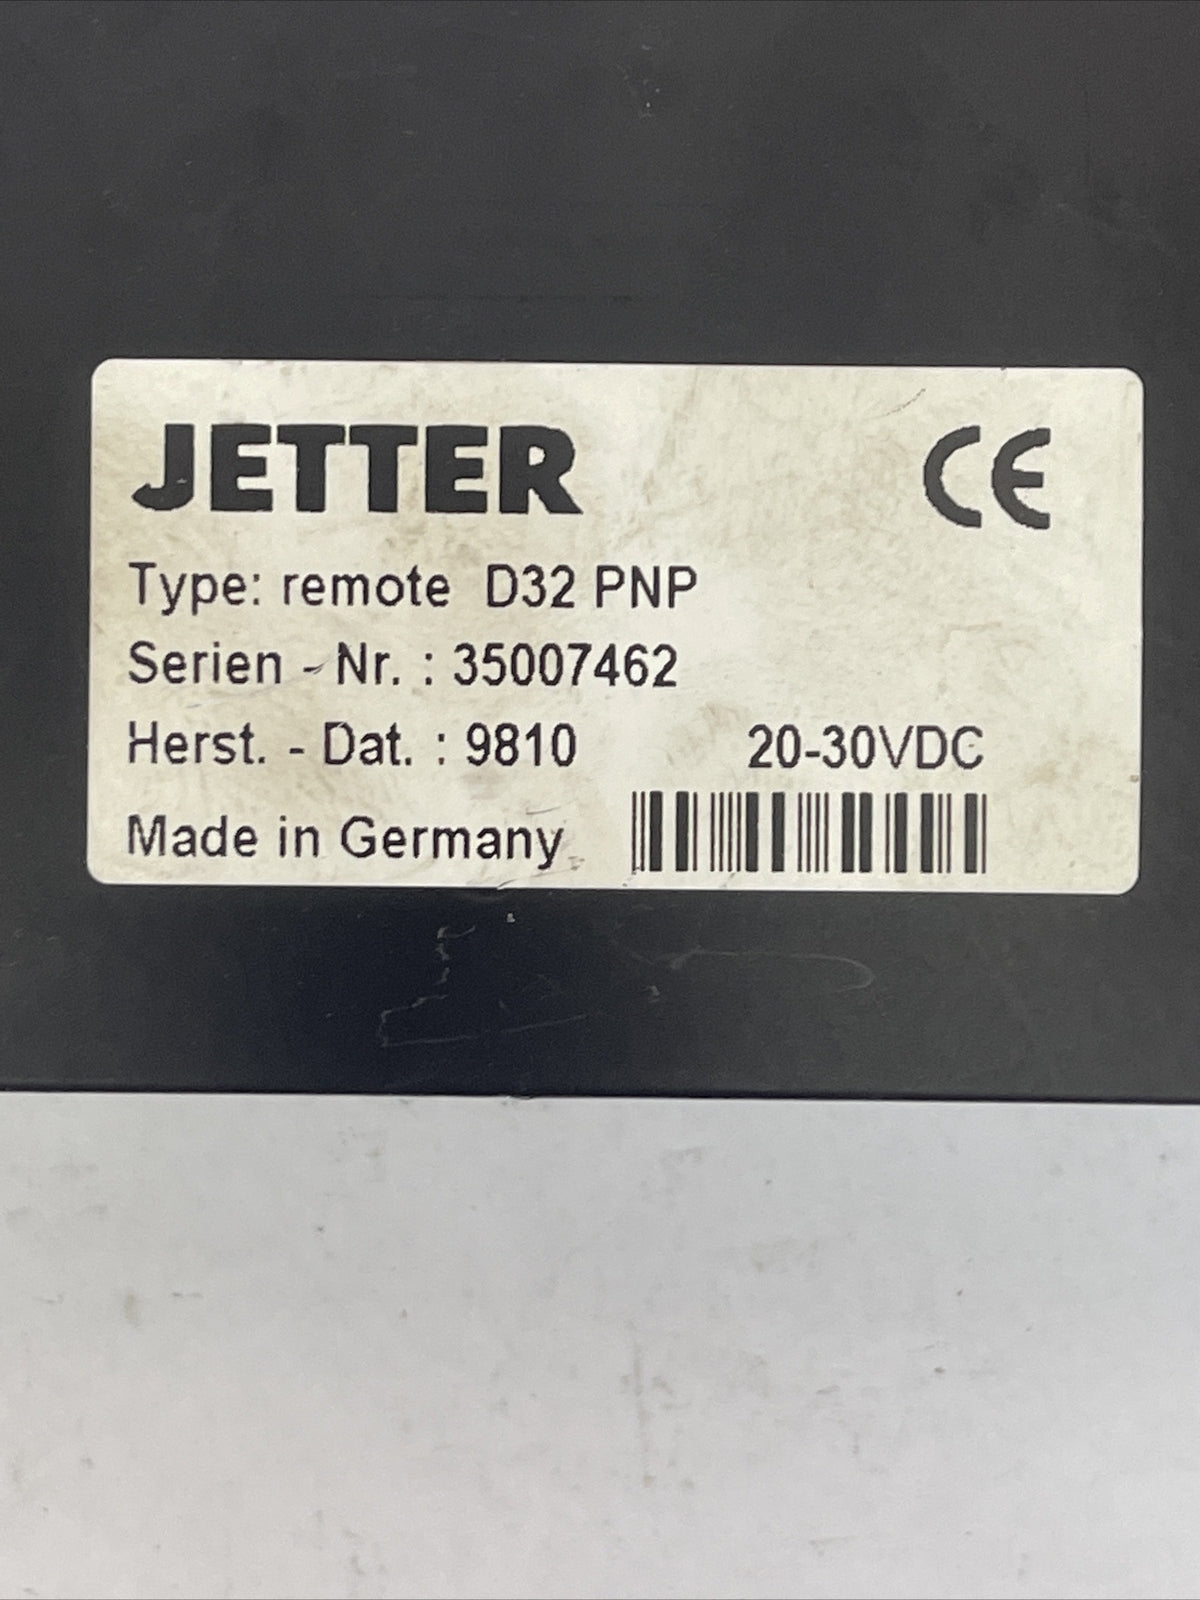 JETTER CE
Type: remote D32 PNP
Serien - Nr. : 35007462
Herst. - Dat. : 9810 20-30VDC
Made in Germany